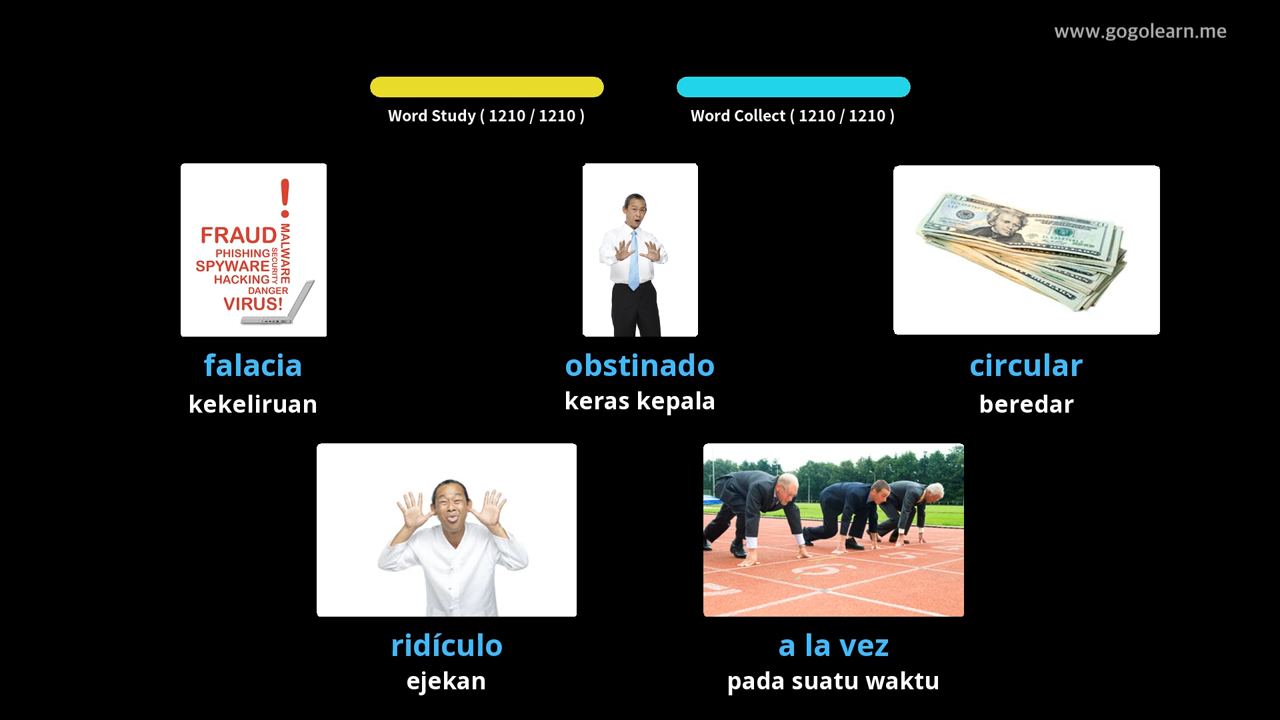 www.gogolearn.me
Word Study ( 1210 / 1210 )
Word Collect ( 1210 / 1210 )
!
FRAUD
MALWARE
PHISHING
SECURITY
SPYWARE
HACKING
DANGER
VIRUS!
falacia
kekeliruan
obstinado
keras kepala
circular
beredar
ridículo
ejekan
a la vez
pada suatu waktu